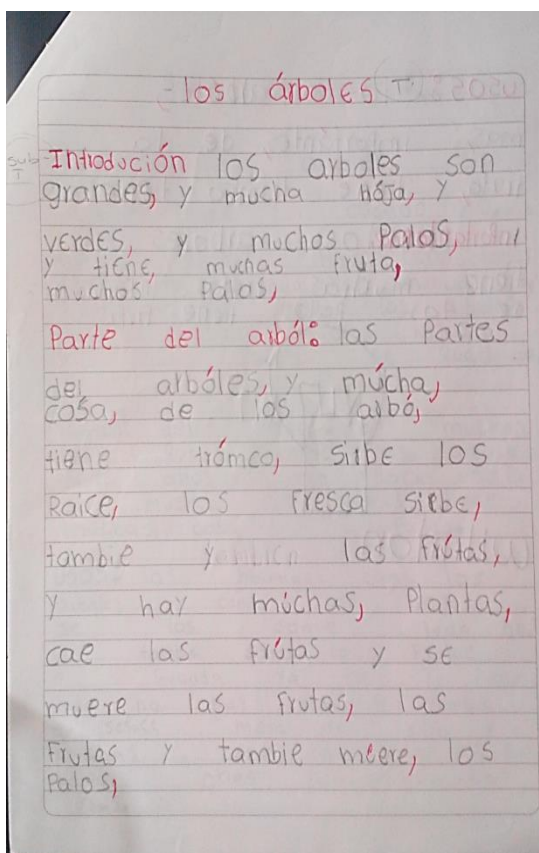 -los árboles T
Sub T
Introdución los arboles son
grandes, y mucha Hója, y
verdes, y muchos Palos,
y tiene, muchas fruta,
muchos Palos,
Parte del arból: las Partes
del arbóles, y múcha,
cosa, de los arbó,
tiene trómco, sirbe los
Raice, los fresca sirbe,
tambie y las frútas,
y hay múchas, Plantas,
cae las frútas y se
muere las frutas, las
Frutas y tambie muere, los
Palos,